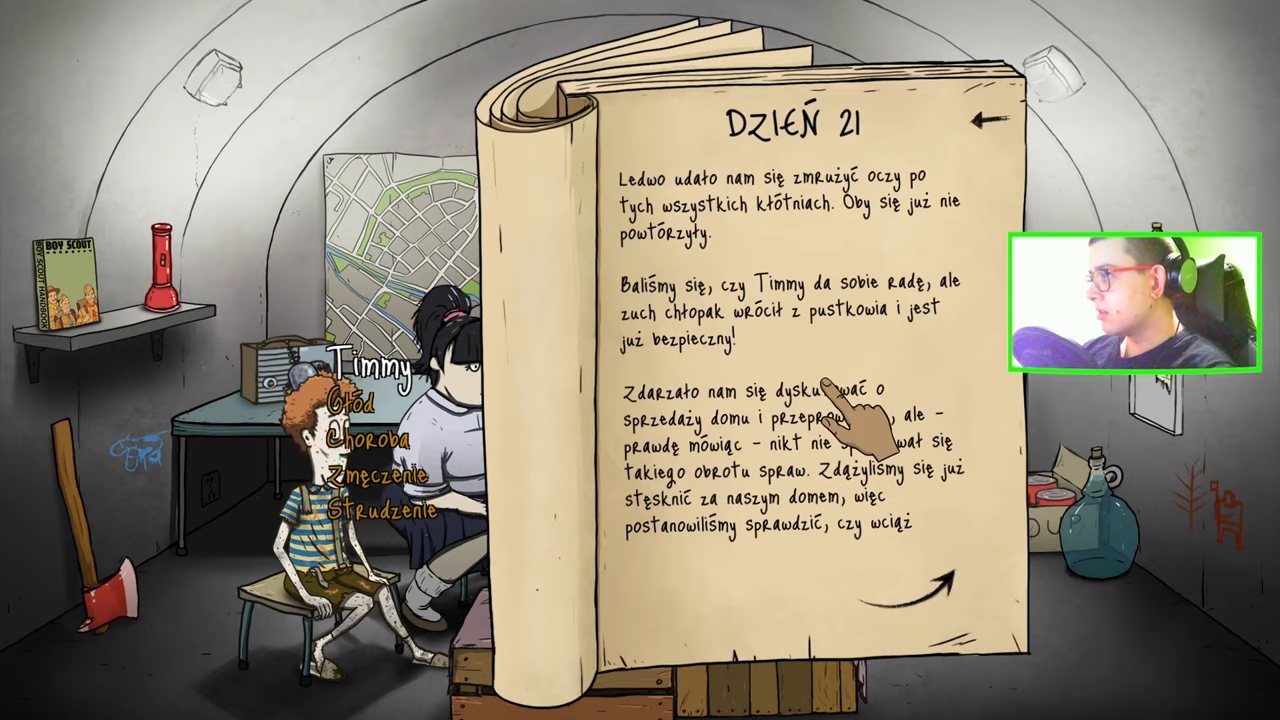 DZIEŃ 21
Ledwo udało nam się zmrużyć oczy po
tych wszystkich kłótniach. Oby się już nie
powtórzyły.
Baliśmy się, czy Timmy da sobie radę, ale
zuch chłopak wrócił z pustkowia i jest
już bezpieczny!
Zdarzało nam się o
sprzedaży domu i ale -
prawdę mówiąc - nikt nie się
takiego obrotu spraw. Zdążyliśmy się już
stęsknić za naszym domem, więc
postanowiliśmy sprawdzić, czy wciąż
Timmy
Głód
Choroba
Zmęczenie
Strudzenie
BOY SCOUT
BOY SCOUT HANDBOOK